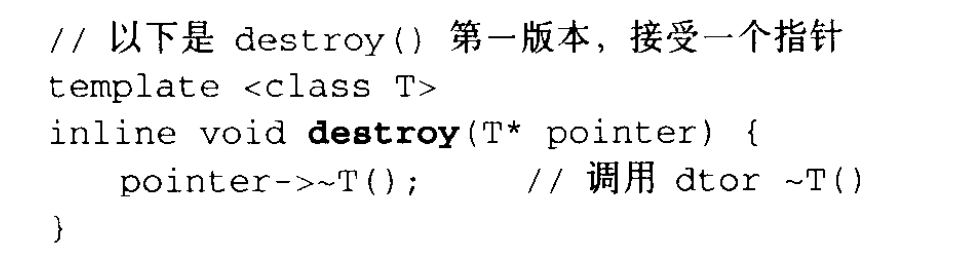 // 以下是 destroy() 第一版本，接受一个指针
template <class T>
inline void destroy(T* pointer) {
    pointer->~T();      // 调用 dtor ~T()
}